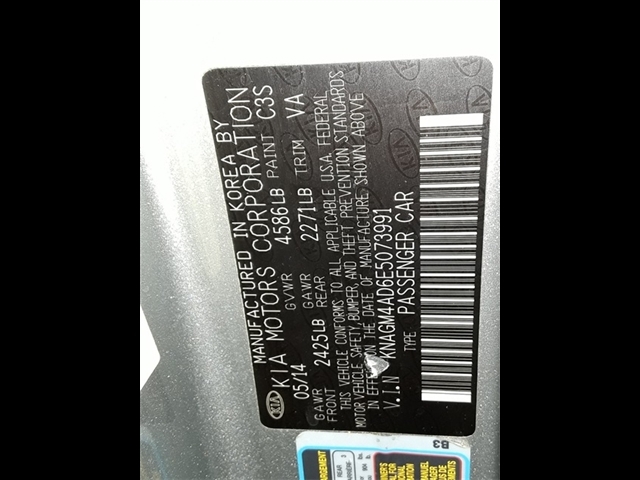 MANUFACTURED IN KOREA BY
KIA KIA MOTORS CORPORATION
05/14 GVWR 4586LB PAINT C3S
GAWR FRONT 2425LB GAWR REAR 2271LB TRIM VA
THIS VEHICLE CONFORMS TO ALL APPLICABLE U.S.A. FEDERAL
MOTOR VEHICLE SAFETY, BUMPER, AND THEFT PREVENTION STANDARDS
IN EFFECT ON THE DATE OF MANUFACTURE SHOWN ABOVE
V.I.N KNAGM4AD6E5073991
TYPE PASSENGER CAR
B3
REAR